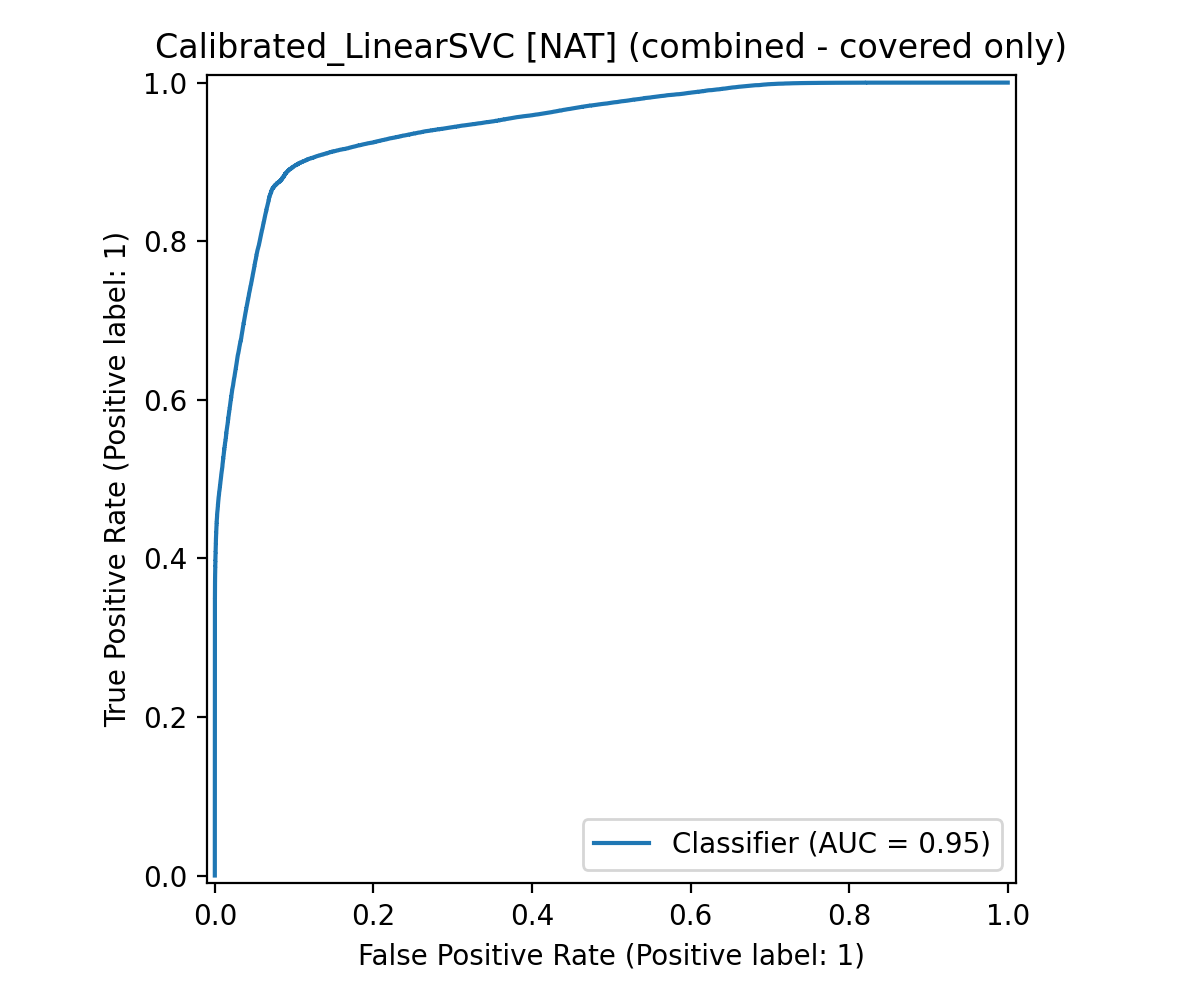 Calibrated_LinearSVC [NAT] (combined - covered only)
True Positive Rate (Positive label: 1)
1.0
0.8
0.6
0.4
0.2
0.0
Classifier (AUC = 0.95)
0.0 0.2 0.4 0.6 0.8 1.0
False Positive Rate (Positive label: 1)